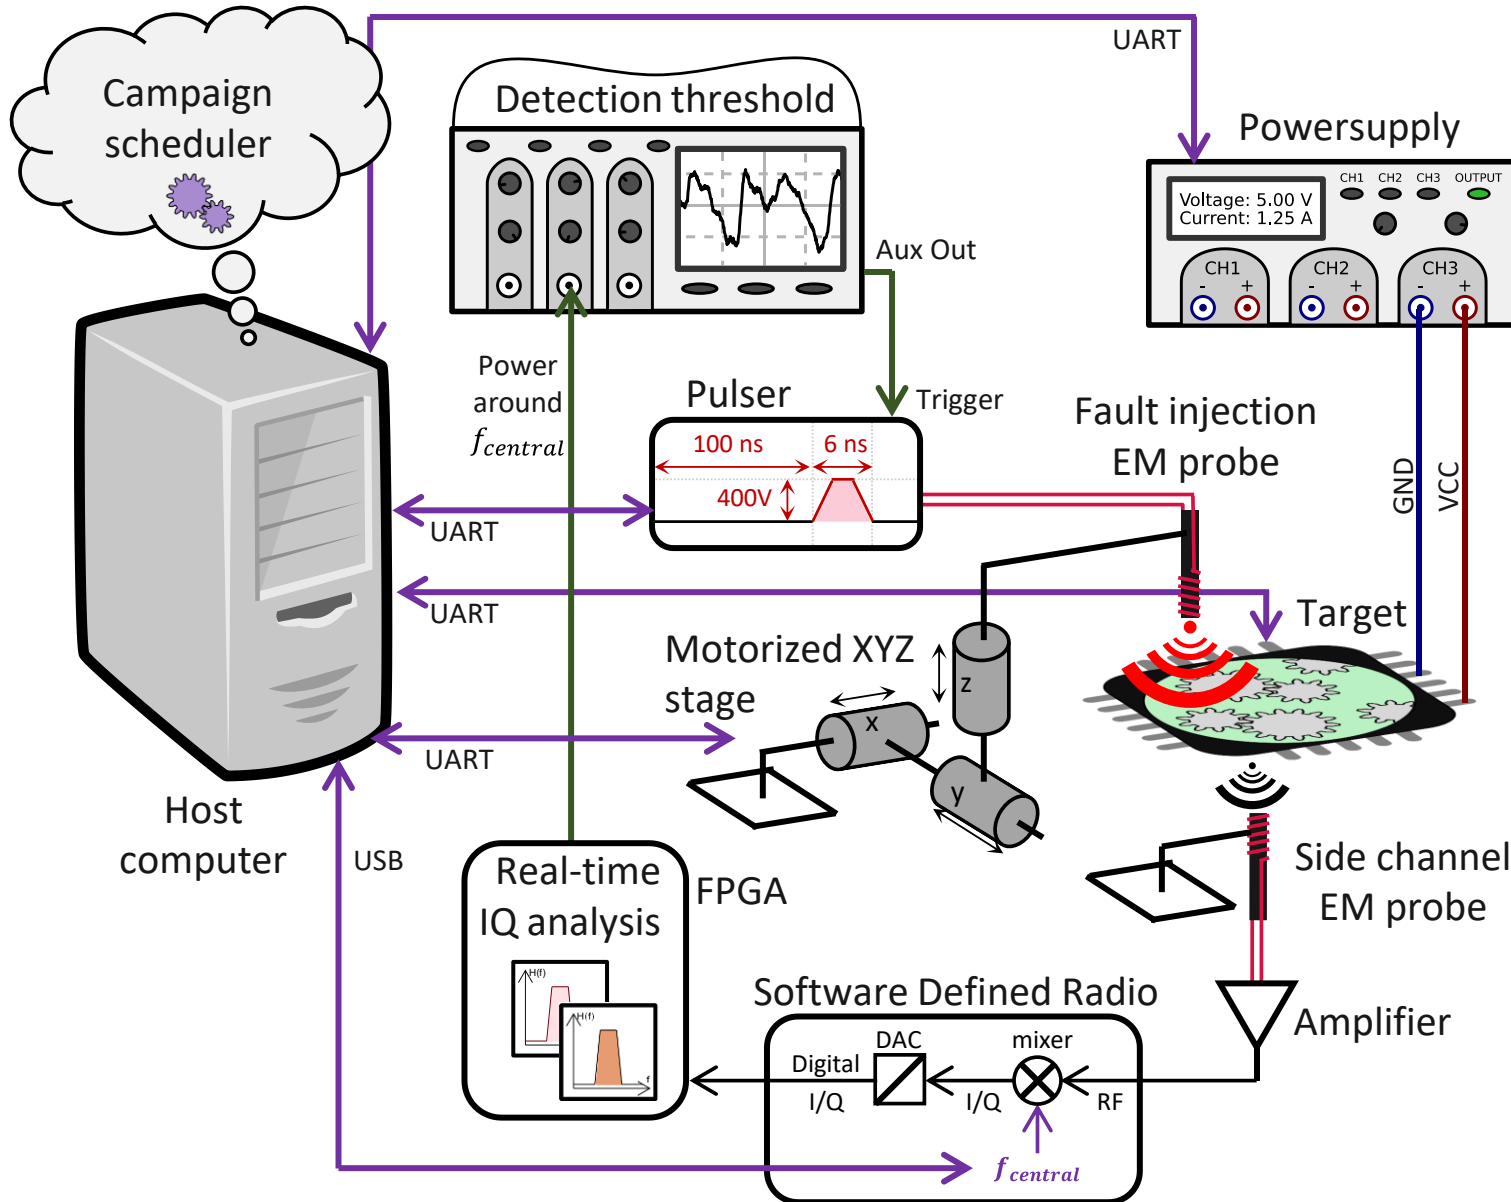 Campaign
scheduler
UART
Detection threshold
Powersupply
CH1 CH2 CH3 OUTPUT
Voltage: 5.00 V
Current: 1.25 A
CH1 CH2 CH3
- + - + - +
Aux Out
Power
around
f_central
Pulser
Trigger
100 ns 6 ns
400V
Fault injection
EM probe
GND
VCC
UART
UART
Target
Motorized XYZ
stage
z
x
y
UART
Host
computer
USB
Real-time
IQ analysis
FPGA
H(f)
H(f)
f
Side channel
EM probe
Software Defined Radio
Amplifier
DAC
mixer
Digital
I/Q
I/Q
RF
f_central